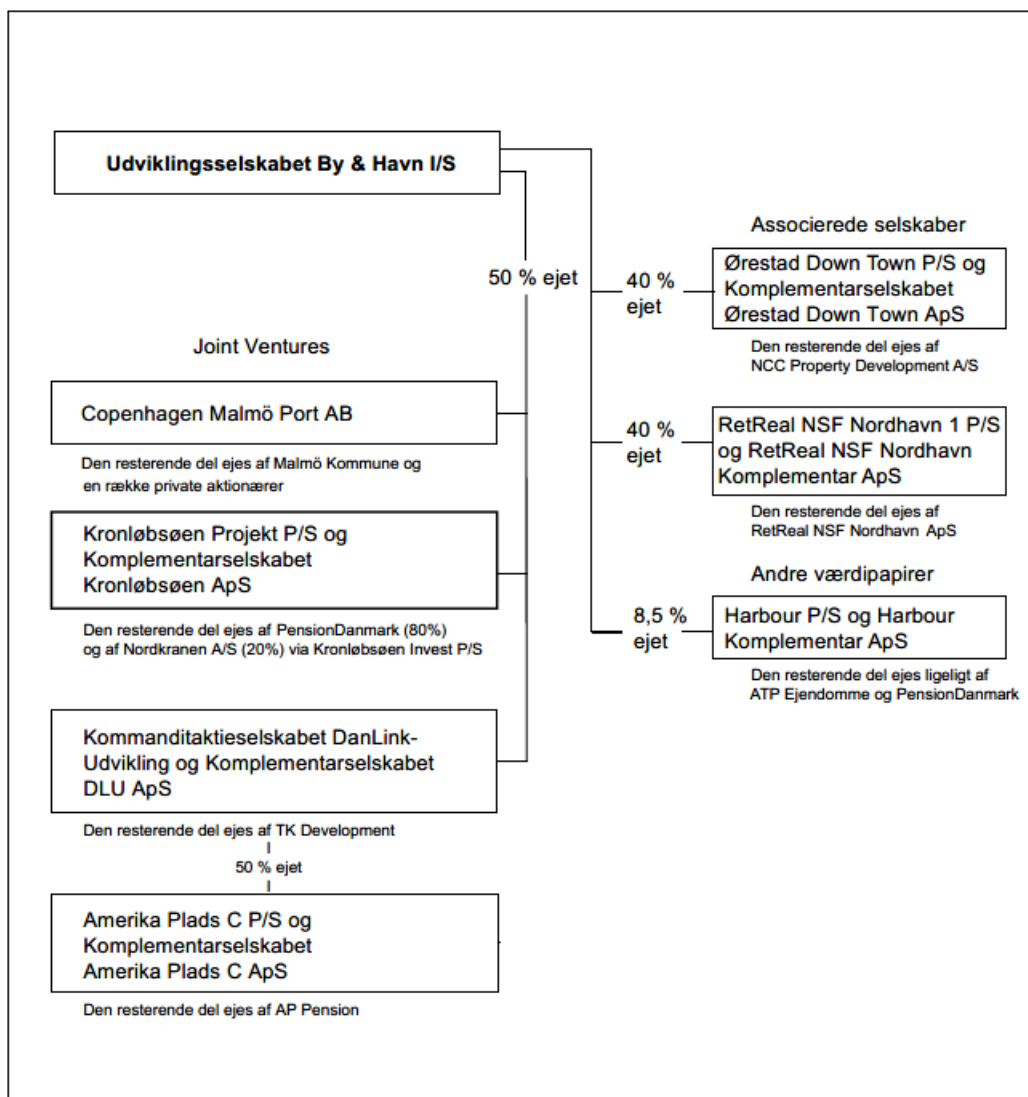 Udviklingsselskabet By & Havn I/S
50 % ejet
Joint Ventures
Copenhagen Malmö Port AB
Den resterende del ejes af Malmö Kommune og
en række private aktionærer
Kronløbsøen Projekt P/S og
Komplementarselskabet
Kronløbsøen ApS
Den resterende del ejes af PensionDanmark (80%)
og af Nordkranen A/S (20%) via Kronløbsøen Invest P/S
Kommanditaktieselskabet DanLink-
Udvikling og Komplementarselskabet
DLU ApS
Den resterende del ejes af TK Development
50 % ejet
Amerika Plads C P/S og
Komplementarselskabet
Amerika Plads C ApS
Den resterende del ejes af AP Pension
Associerede selskaber
40 %
ejet
Ørestad Down Town P/S og
Komplementarselskabet
Ørestad Down Town ApS
Den resterende del ejes af
NCC Property Development A/S
40 %
ejet
RetReal NSF Nordhavn 1 P/S
og RetReal NSF Nordhavn
Komplementar ApS
Den resterende del ejes af
RetReal NSF Nordhavn ApS
Andre værdipapirer
8,5 %
ejet
Harbour P/S og Harbour
Komplementar ApS
Den resterende del ejes ligeligt af
ATP Ejendomme og PensionDanmark